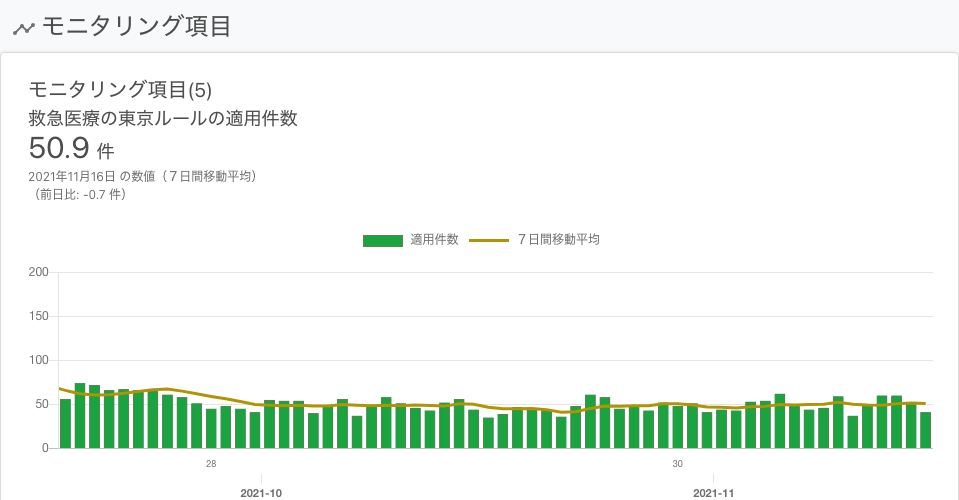 モニタリング項目
モニタリング項目(5)
救急医療の東京ルールの適用件数
50.9 件
2021年11月16日 の数値（７日間移動平均）
（前日比: -0.7 件）
適用件数 ７日間移動平均
200
150
100
50
0
28 30
2021-10 2021-11